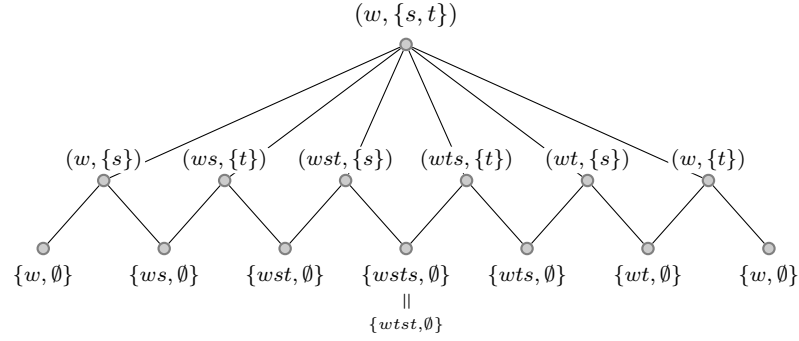 (w, {s, t})
(w, {s}) (ws, {t}) (wst, {s}) (wts, {t}) (wt, {s}) (w, {t})
{w, ∅} {ws, ∅} {wst, ∅} {wsts, ∅} {wts, ∅} {wt, ∅} {w, ∅}
=
{wtst, ∅}